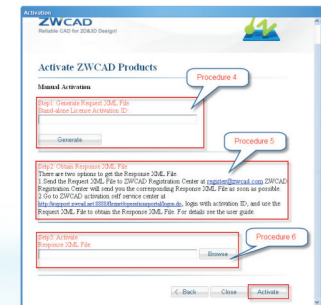 Activation
ZWCAD
Reliable CAD for 2D&3D Design!
Activate ZWCAD Products
Procedure 4
Manual Activation
Step1: Generate Request XML File
Stand-alone License Activation ID:
Generate
Procedure 5
Step2: Obtain Response XML File
There are two options to get the Response XML File:
1.Send the Request XML File to ZWCAD Registration Center at register@zwcad.com ZWCAD
Registration Center will send you the corresponding Response XML File as soon as possible.
2.Go to ZWCAD activation self service center at
login with activation ID, and use the
Request XML File to obtain the Response XML File. For details see the user guide.
Procedure 6
Step3: Activate
Response XML File:
Browse
< Back
Close
Activate